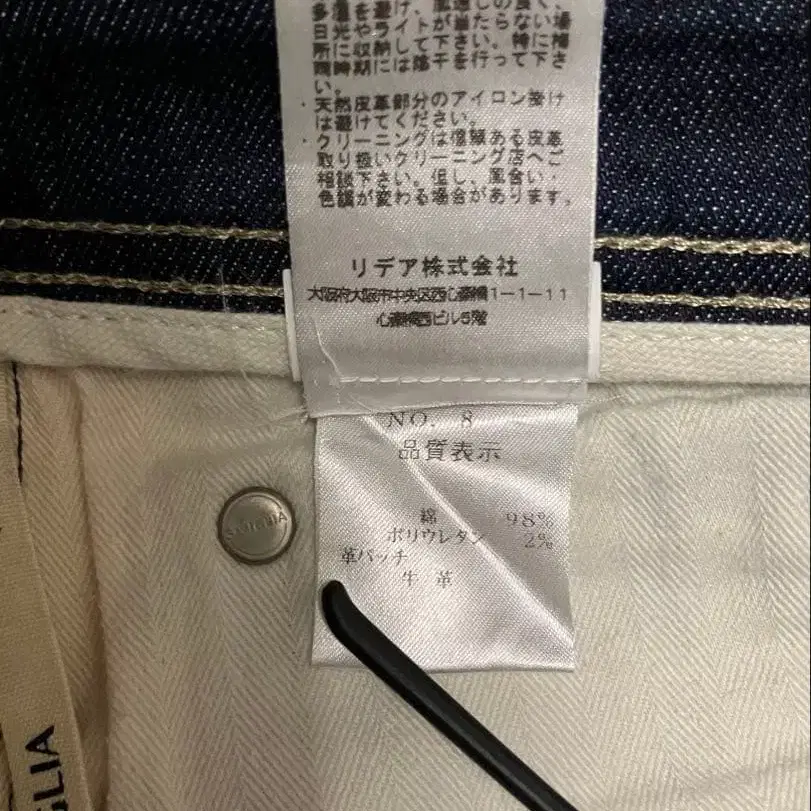 多湿を避け、風通しの良く、
日光やライトが当たらない場
所に収納して下さい。特に梅
雨時期には陰干を行って下さ
い。
・天然皮革部分のアイロン掛け
は避けてください。
・クリーニングは信頼ある皮革
取り扱いクリーニング店へご
相談下さい。但し、風合い・
色調が変わる場合があります。
リデア株式会社
大阪府大阪市中央区西心斎橋1-1-11
心斎橋西ビル5階
NO. 8
品質表示
綿 98%
ポリウレタン 2%
革パッチ
牛革
GLIA